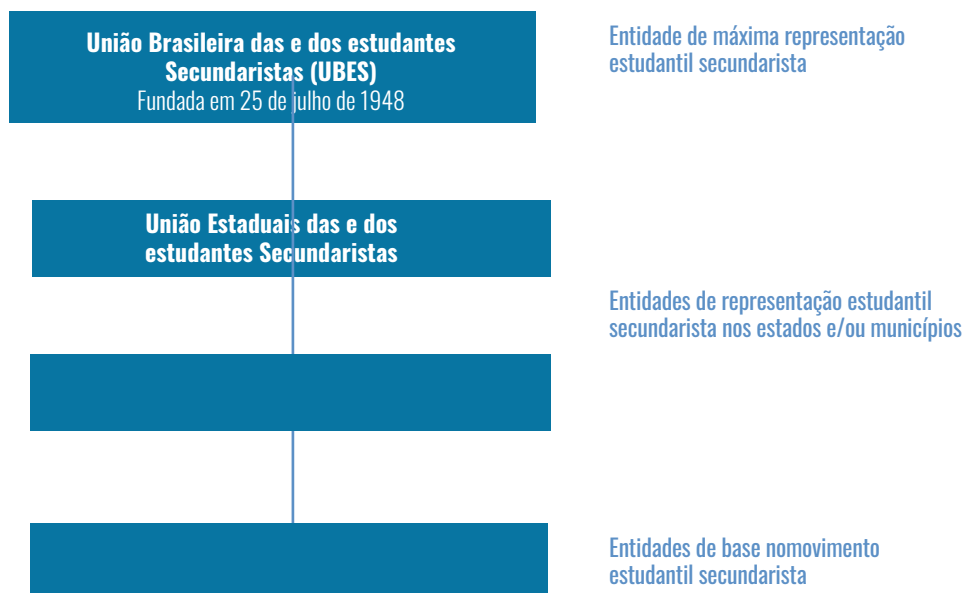 União Brasileira das e dos estudantes
Secundaristas (UBES)
Fundada em 25 de julho de 1948
Entidade de máxima representação
estudantil secundarista
União Estaduais das e dos
estudantes Secundaristas
Entidades de representação estudantil
secundarista nos estados e/ou municípios
Entidades de base nomovimento
estudantil secundarista